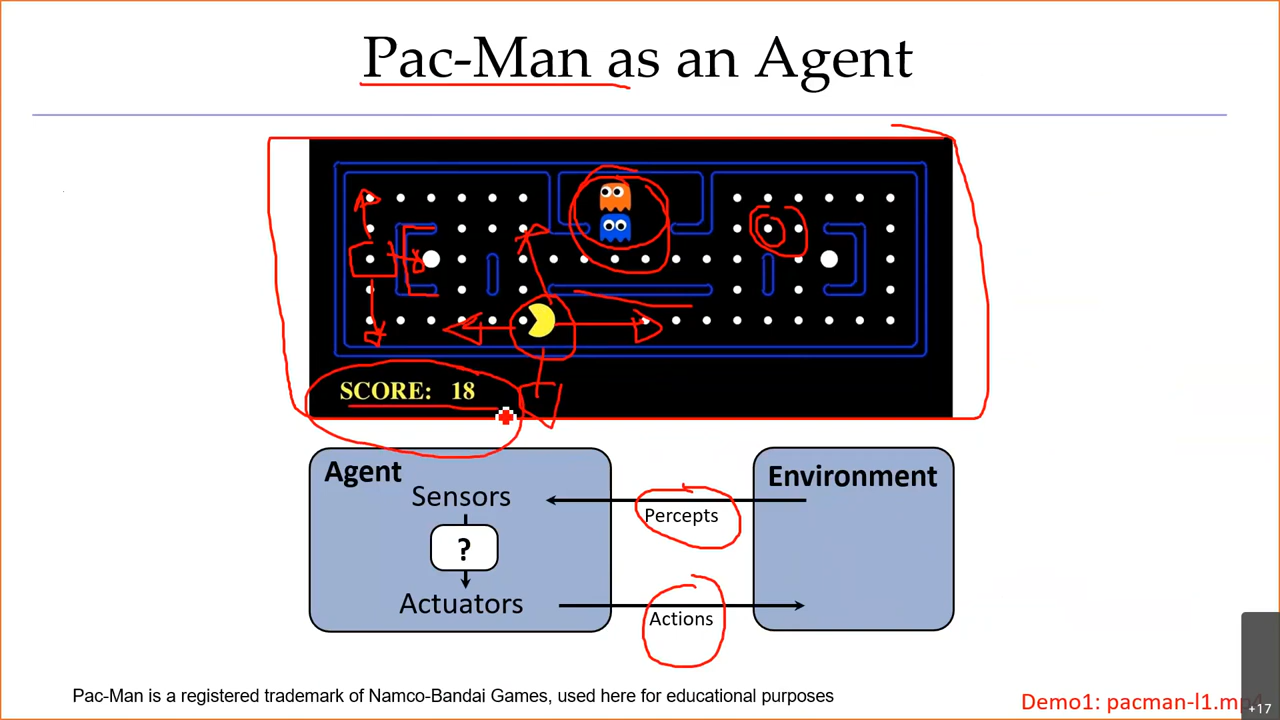 Pac-Man as an Agent
SCORE: 18
Agent
Sensors
?
Actuators
Percepts
Actions
Environment
Pac-Man is a registered trademark of Namco-Bandai Games, used here for educational purposes
Demo1: pacman-l1.mp4
+17